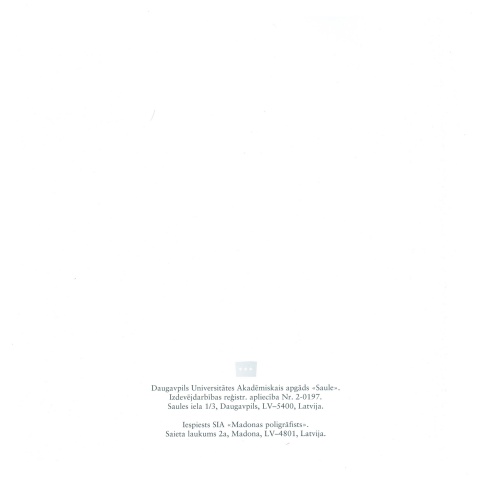 Daugavpils Universitātes Akadēmiskais apgāds «Saule».
Izdevējdarbības reģistr. apliecība Nr. 2-0197.
Saules iela 1/3, Daugavpils, LV–5400, Latvija.
Iespiests SIA «Madonas poligrāfists».
Saieta laukums 2a, Madona, LV–4801, Latvija.